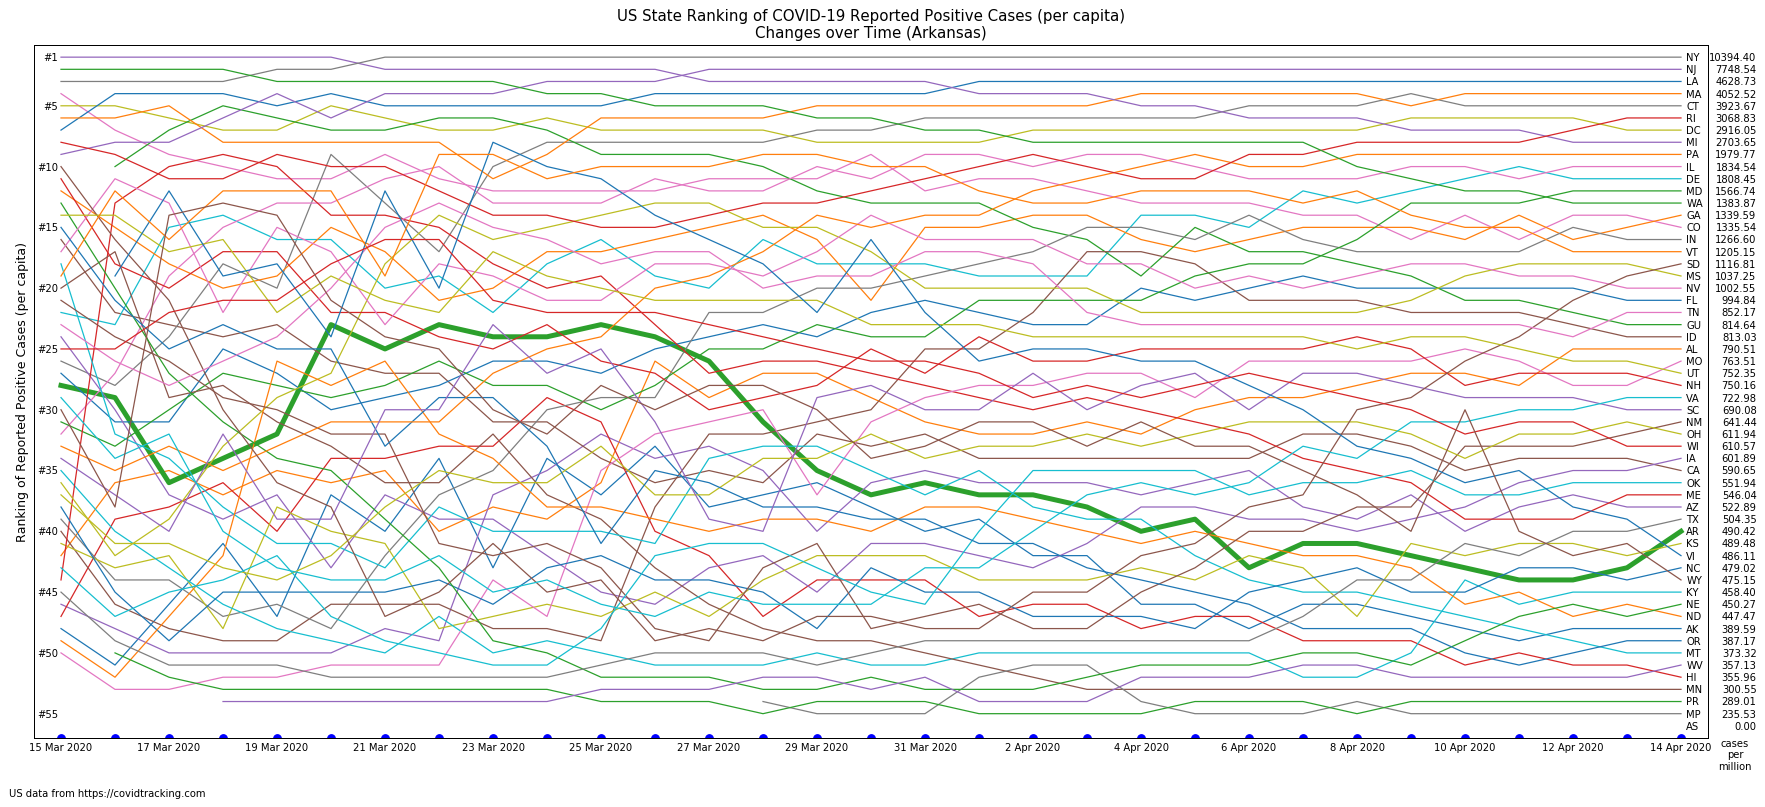 US State Ranking of COVID-19 Reported Positive Cases (per capita)
Changes over Time (Arkansas)
Ranking of Reported Positive Cases (per capita)
#1
#5
#10
#15
#20
#25
#30
#35
#40
#45
#50
#55
NY 10394.40
NJ 7748.54
LA 4628.73
MA 4052.52
CT 3923.67
RI 3068.83
DC 2916.05
MI 2703.65
PA 1979.77
IL 1834.54
DE 1808.45
MD 1566.74
WA 1383.87
GA 1339.59
CO 1335.54
IN 1266.60
VT 1205.15
SD 1116.81
MS 1037.25
NV 1002.55
FL 994.84
TN 852.17
GU 814.64
ID 813.03
AL 790.51
MO 763.51
UT 752.35
NH 750.16
VA 722.98
SC 690.08
NM 641.44
OH 611.94
WI 610.57
IA 601.89
CA 590.65
OK 551.94
ME 546.04
AZ 522.89
TX 504.35
AR 490.42
KS 489.48
VI 486.11
NC 479.02
WY 475.15
KY 458.40
NE 450.27
ND 447.47
AK 389.59
OR 387.17
MT 373.32
WV 357.13
HI 355.96
MN 300.55
PR 289.01
MP 235.53
AS 0.00
15 Mar 2020 17 Mar 2020 19 Mar 2020 21 Mar 2020 23 Mar 2020 25 Mar 2020 27 Mar 2020 29 Mar 2020 31 Mar 2020 2 Apr 2020 4 Apr 2020 6 Apr 2020 8 Apr 2020 10 Apr 2020 12 Apr 2020 14 Apr 2020
cases
per
million
US data from https://covidtracking.com